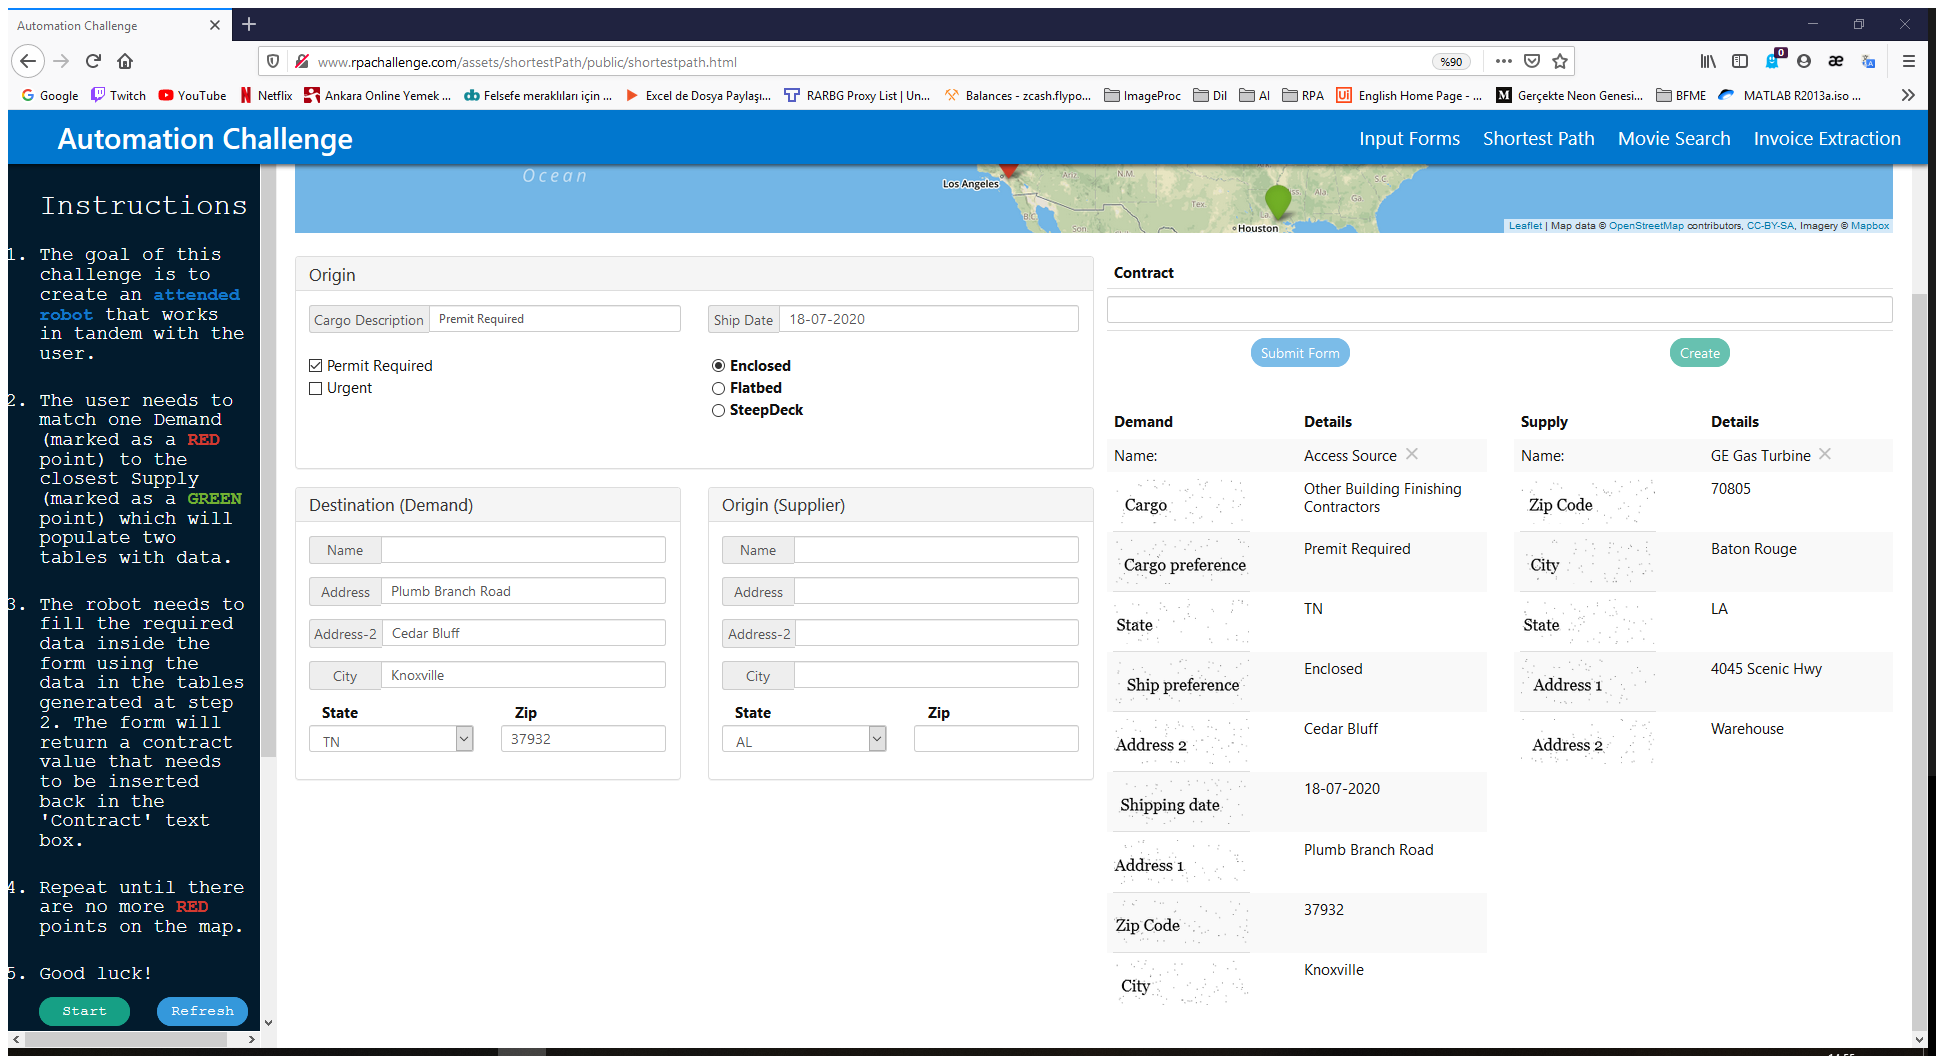 Automation Challenge
www.rpachallenge.com/assets/shortestPath/public/shortestpath.html
%90
0
Google
Twitch
YouTube
Netflix
Ankara Online Yemek ...
Felsefe meraklıları için ...
Excel de Dosya Paylaşı...
RARBG Proxy List | Un...
Balances - zcash.flypo...
ImageProc
Dil
AI
RPA
English Home Page - ...
Gerçekte Neon Genesi...
BFME
MATLAB R2013a.iso ...
Automation Challenge
Input Forms
Shortest Path
Movie Search
Invoice Extraction
Instructions
1. The goal of this
challenge is to
create an attended
robot that works
in tandem with the
user.
2. The user needs to
match one Demand
(marked as a RED
point) to the
closest Supply
(marked as a GREEN
point) which will
populate two
tables with data.
3. The robot needs to
fill the required
data inside the
form using the
data in the tables
generated at step
2. The form will
return a contract
value that needs
to be inserted
back in the
'Contract' text
box.
4. Repeat until there
are no more RED
points on the map.
5. Good luck!
Start
Refresh
Ocean
Los Angeles
Ariz.
N.M.
Tex.
La.
Ala.
Ga.
S.C.
B.C.
Son.
Houston
Leaflet | Map data © OpenStreetMap contributors, CC-BY-SA, Imagery © Mapbox
Origin
Cargo Description
Premit Required
Ship Date
18-07-2020
Permit Required
Urgent
Enclosed
Flatbed
SteepDeck
Destination (Demand)
Name
Address
Plumb Branch Road
Address-2
Cedar Bluff
City
Knoxville
State
Zip
TN
37932
Origin (Supplier)
Name
Address
Address-2
City
State
Zip
AL
Contract
Submit Form
Create
Demand Details
Name: Access Source
Cargo Other Building Finishing
Contractors
Cargo preference Premit Required
State TN
Ship preference Enclosed
Address 2 Cedar Bluff
Shipping date 18-07-2020
Address 1 Plumb Branch Road
Zip Code 37932
City Knoxville
Supply Details
Name: GE Gas Turbine
Zip Code 70805
City Baton Rouge
State LA
Address 1 4045 Scenic Hwy
Address 2 Warehouse